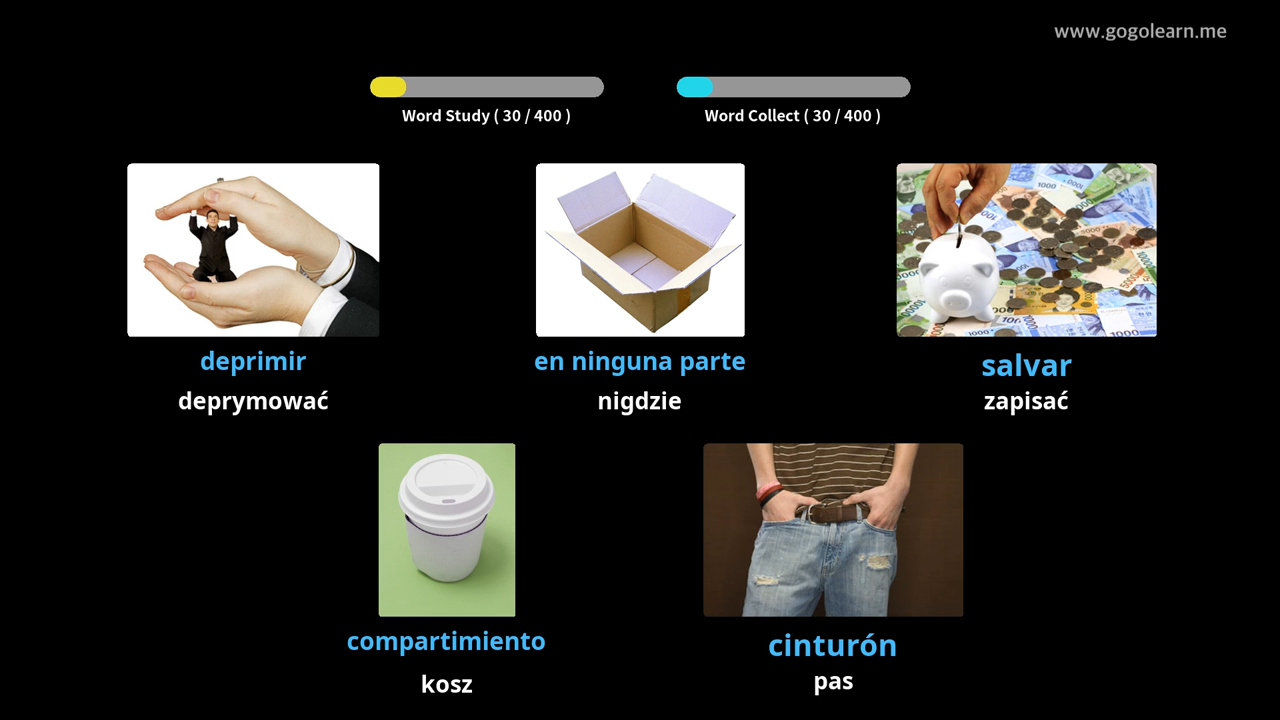 www.gogolearn.me
Word Study ( 30 / 400 )
Word Collect ( 30 / 400 )
deprimir
deprymować
en ninguna parte
nigdzie
salvar
zapisać
compartimiento
kosz
cinturón
pas